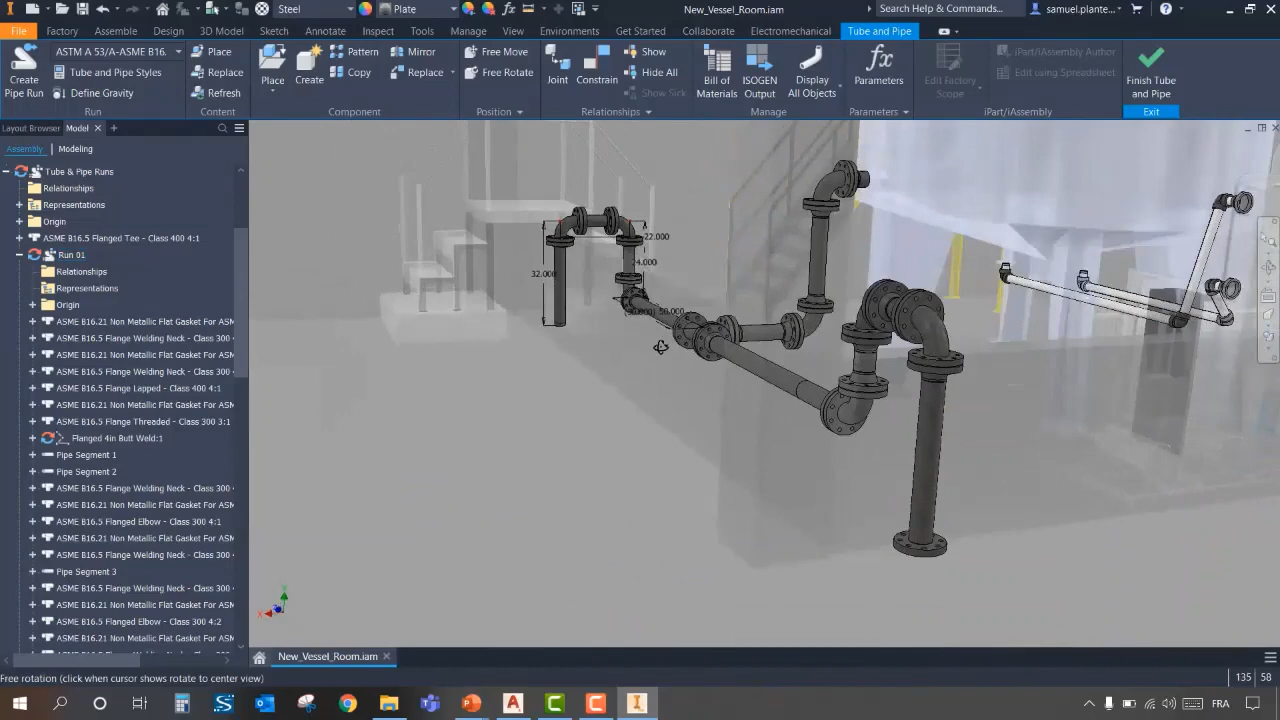 Steel
Plate
New_Vessel_Room.iam
Search Help & Commands...
samuel.plante...
File
Factory
Assemble
Design
3D Model
Sketch
Annotate
Inspect
Tools
Manage
View
Environments
Get Started
Collaborate
Electromechanical
Tube and Pipe
Create
Pipe Run
ASTM A 53/A-ASME B16.
Tube and Pipe Styles
Define Gravity
Run
Place
Replace
Refresh
Content
Place
Create
Pattern
Copy
Mirror
Replace
Component
Free Move
Free Rotate
Position
Joint
Constrain
Show
Hide All
Show Sick
Relationships
Bill of
Materials
ISOGEN
Output
Display
All Objects
Manage
fx
Parameters
Parameters
Edit Factory
Scope
iPart/iAssembly Author
Edit using Spreadsheet
iPart/iAssembly
Finish Tube
and Pipe
Exit
Layout Browser
Model
Assembly
Modeling
Tube & Pipe Runs
Relationships
Representations
Origin
ASME B16.5 Flanged Tee - Class 400 4:1
Run 01
Relationships
Representations
Origin
ASME B16.21 Non Metallic Flat Gasket For ASM
ASME B16.5 Flange Welding Neck - Class 300
ASME B16.21 Non Metallic Flat Gasket For ASM
ASME B16.5 Flange Welding Neck - Class 300
ASME B16.5 Flange Lapped - Class 400 4:1
ASME B16.21 Non Metallic Flat Gasket For ASM
ASME B16.5 Flange Threaded - Class 300 3:1
Flanged 4in Butt Weld:1
Pipe Segment 1
Pipe Segment 2
ASME B16.5 Flange Welding Neck - Class 300
ASME B16.21 Non Metallic Flat Gasket For ASM
ASME B16.5 Flanged Elbow - Class 300 4:1
ASME B16.21 Non Metallic Flat Gasket For ASM
ASME B16.5 Flange Welding Neck - Class 300
Pipe Segment 3
ASME B16.5 Flange Welding Neck - Class 300
ASME B16.21 Non Metallic Flat Gasket For ASM
ASME B16.5 Flanged Elbow - Class 300 4:2
ASME B16.21 Non Metallic Flat Gasket For ASM
22.000
24.000
32.000
50.000
New_Vessel_Room.iam
Free rotation (click when cursor shows rotate to center view)
135
58
FRA